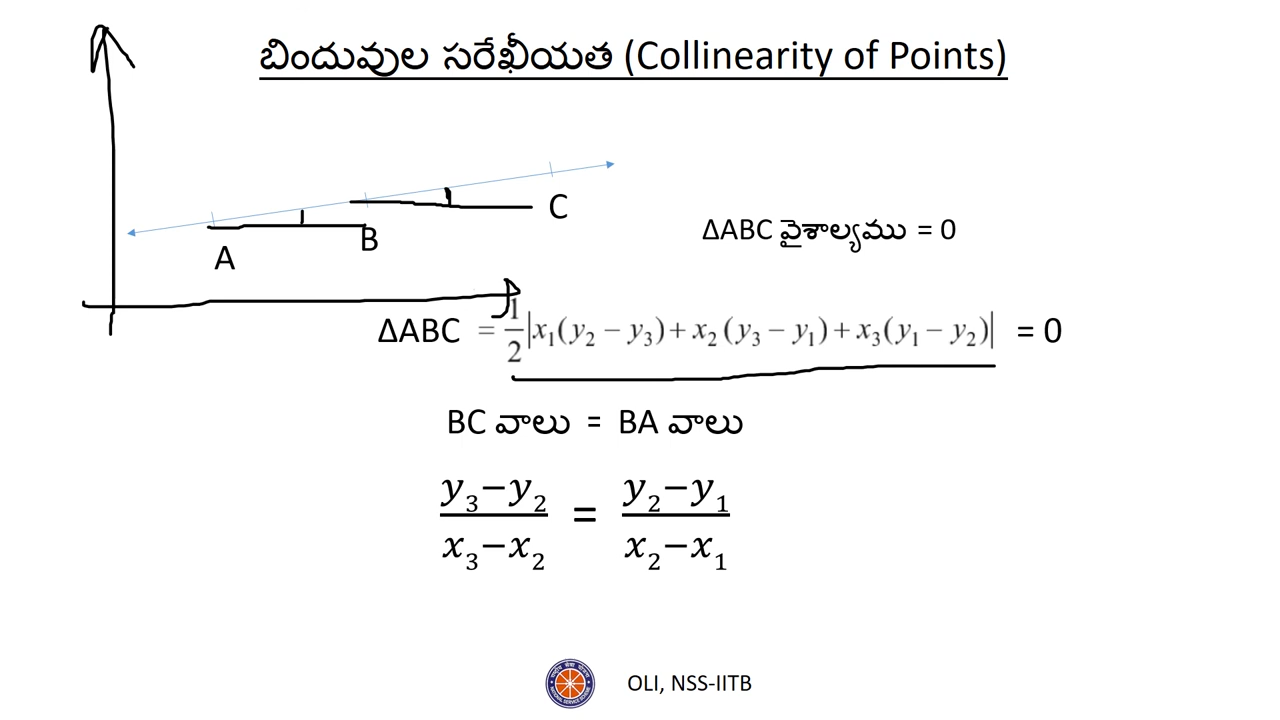 బిందువుల సరేఖీయత (Collinearity of Points)
A
B
C
ΔABC వైశాల్యము = 0
ΔABC = 1/2 |x₁(y₂ − y₃) + x₂(y₃ − y₁) + x₃(y₁ − y₂)| = 0
BC వాలు = BA వాలు
y₃−y₂ / x₃−x₂ = y₂−y₁ / x₂−x₁
OLI, NSS-IITB